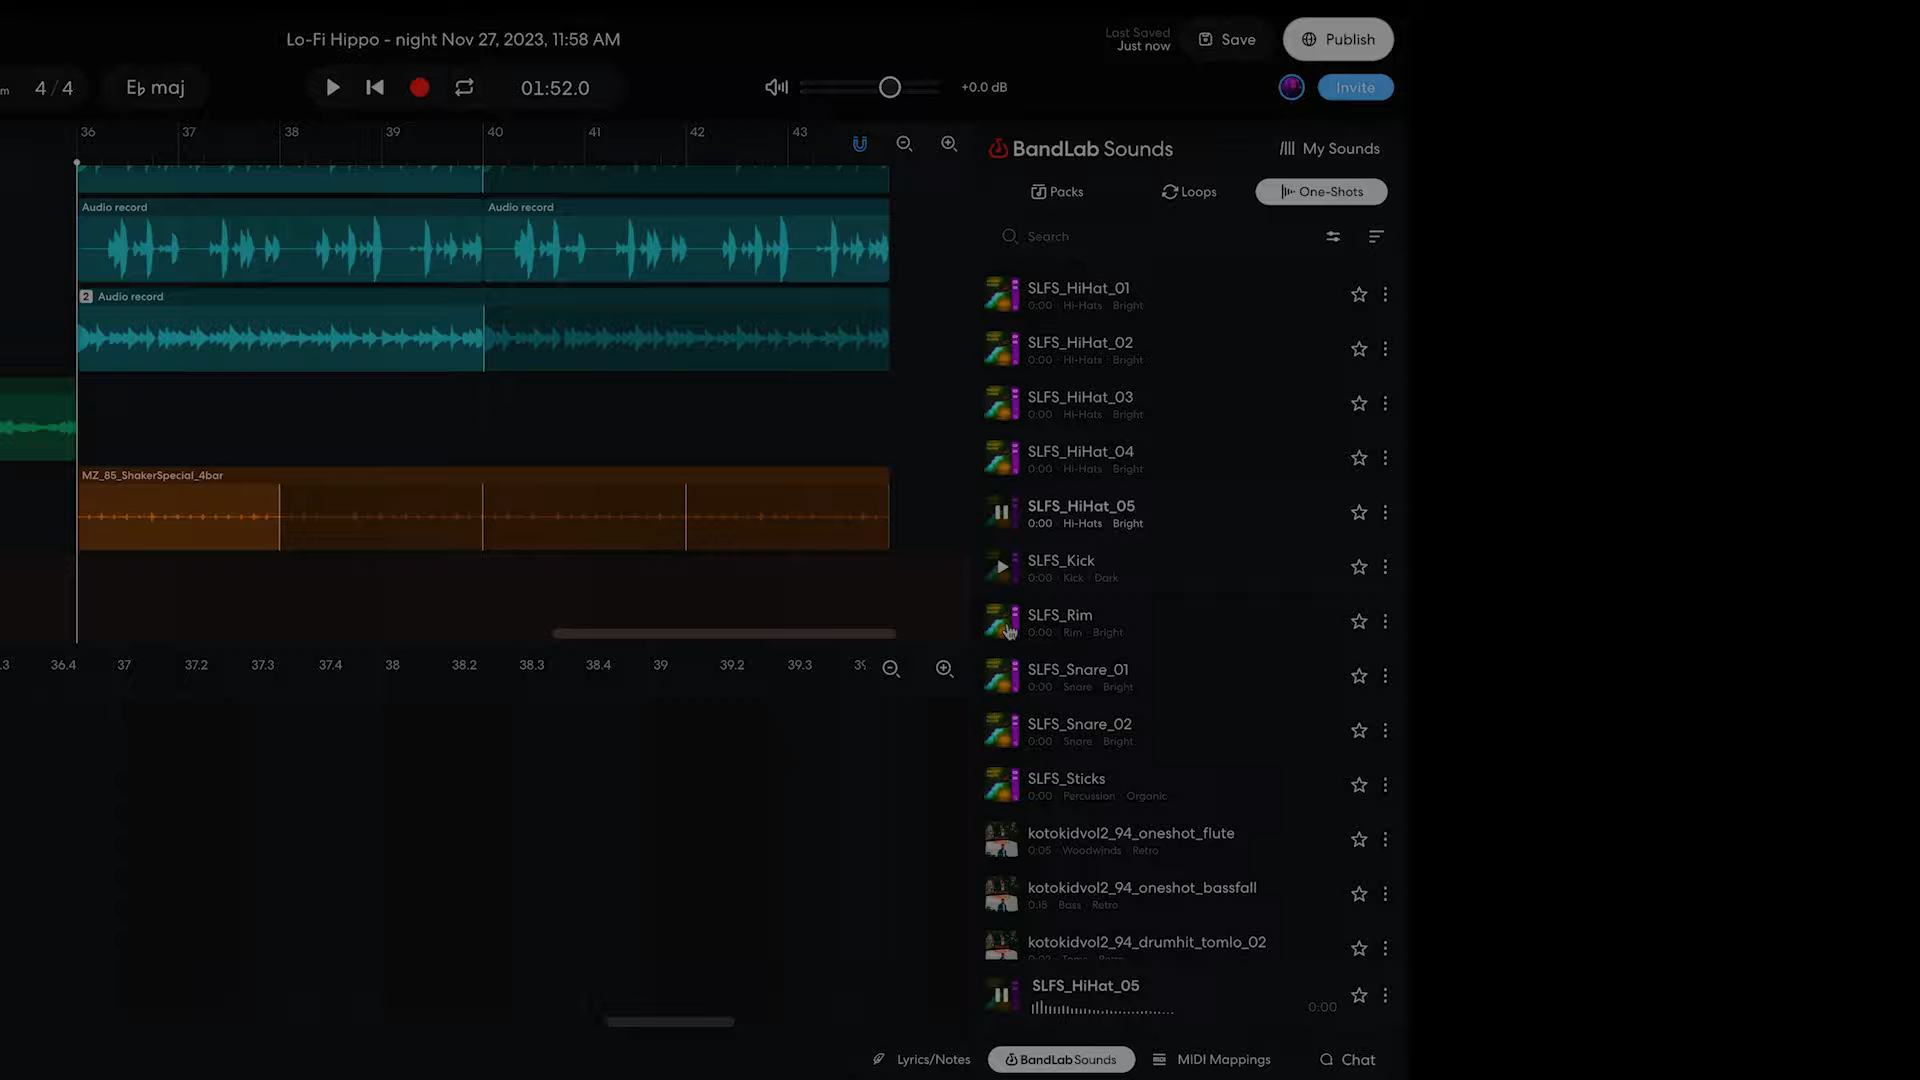 Lo-Fi Hippo - night Nov 27, 2023, 11:58 AM
Last Saved
Just now
Save
Publish
m
4 / 4
E♭ maj
01:52.0
+0.0 dB
Invite
36 37 38 39 40 41 42 43
BandLab Sounds
My Sounds
Packs
Loops
One-Shots
Search
Audio record
Audio record
2 Audio record
MZ_85_ShakerSpecial_4bar
SLFS_HiHat_01
0:00 · Hi-Hats · Bright
SLFS_HiHat_02
0:00 · Hi-Hats · Bright
SLFS_HiHat_03
0:00 · Hi-Hats · Bright
SLFS_HiHat_04
0:00 · Hi-Hats · Bright
SLFS_HiHat_05
0:00 · Hi-Hats · Bright
SLFS_Kick
0:00 · Kick · Dark
SLFS_Rim
0:00 · Rim · Bright
SLFS_Snare_01
0:00 · Snare · Bright
SLFS_Snare_02
0:00 · Snare · Bright
SLFS_Sticks
0:00 · Percussion · Organic
kotokidvol2_94_oneshot_flute
0:05 · Woodwinds · Retro
kotokidvol2_94_oneshot_bassfall
0:15 · Bass · Retro
kotokidvol2_94_drumhit_tomlo_02
SLFS_HiHat_05
0:00
.3 36.4 37 37.2 37.3 37.4 38 38.2 38.3 38.4 39 39.2 39.3
Lyrics/Notes
BandLab Sounds
MIDI Mappings
Chat